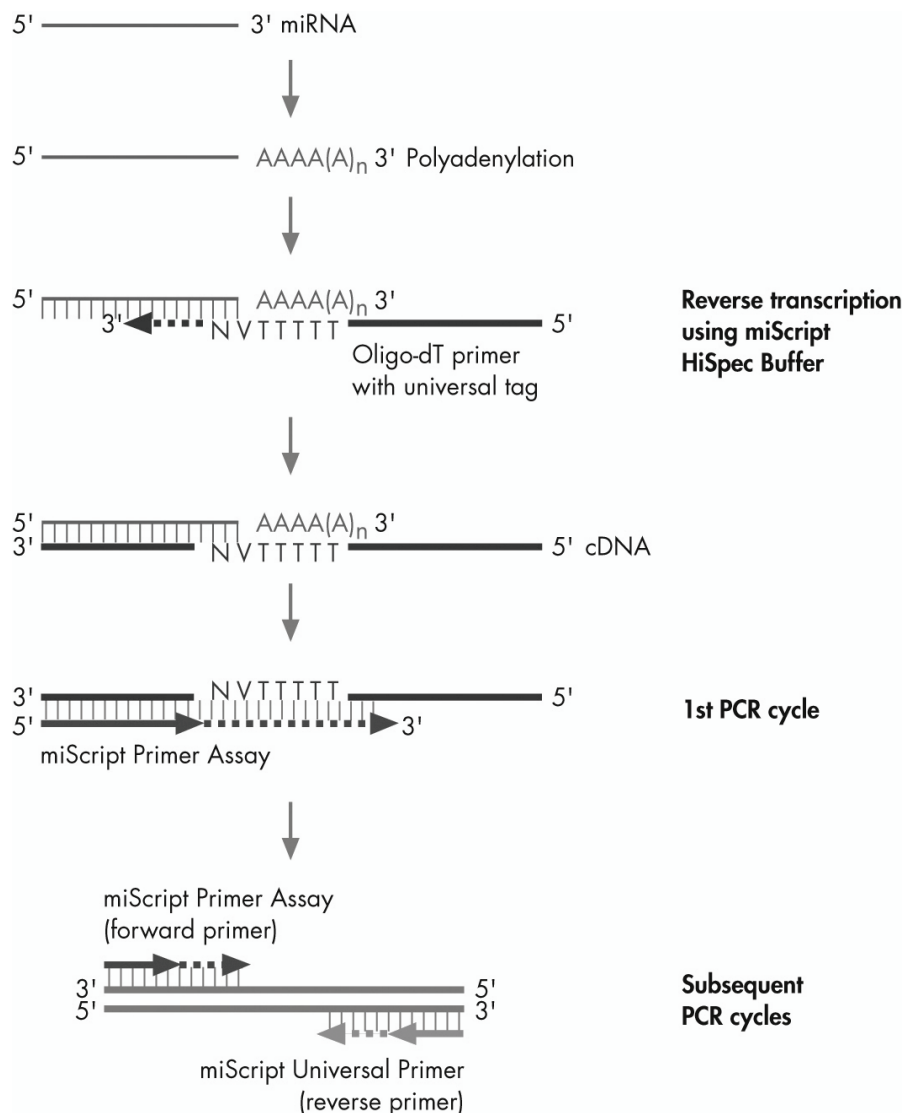 5' 3' miRNA
5' AAAA(A)n 3' Polyadenylation
5' AAAA(A)n 3'
3' N V T T T T T 5'
Oligo-dT primer
with universal tag
Reverse transcription
using miScript
HiSpec Buffer
5' AAAA(A)n 3'
3' N V T T T T T 5' cDNA
3' N V T T T T T 5'
5' 3'
miScript Primer Assay
1st PCR cycle
miScript Primer Assay
(forward primer)
3' 5'
5' 3'
miScript Universal Primer
(reverse primer)
Subsequent
PCR cycles